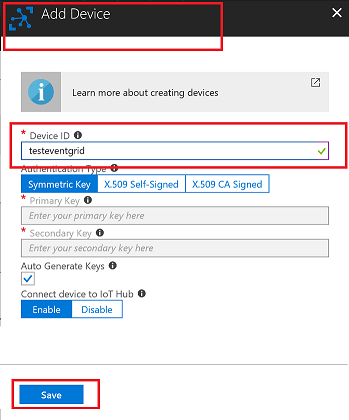 Add Device
Learn more about creating devices
* Device ID
testeventgrid
Authentication Type
Symmetric Key X.509 Self-Signed X.509 CA Signed
* Primary Key
Enter your primary key here
* Secondary Key
Enter your secondary key here
Auto Generate Keys
Connect device to IoT Hub
Enable Disable
Save